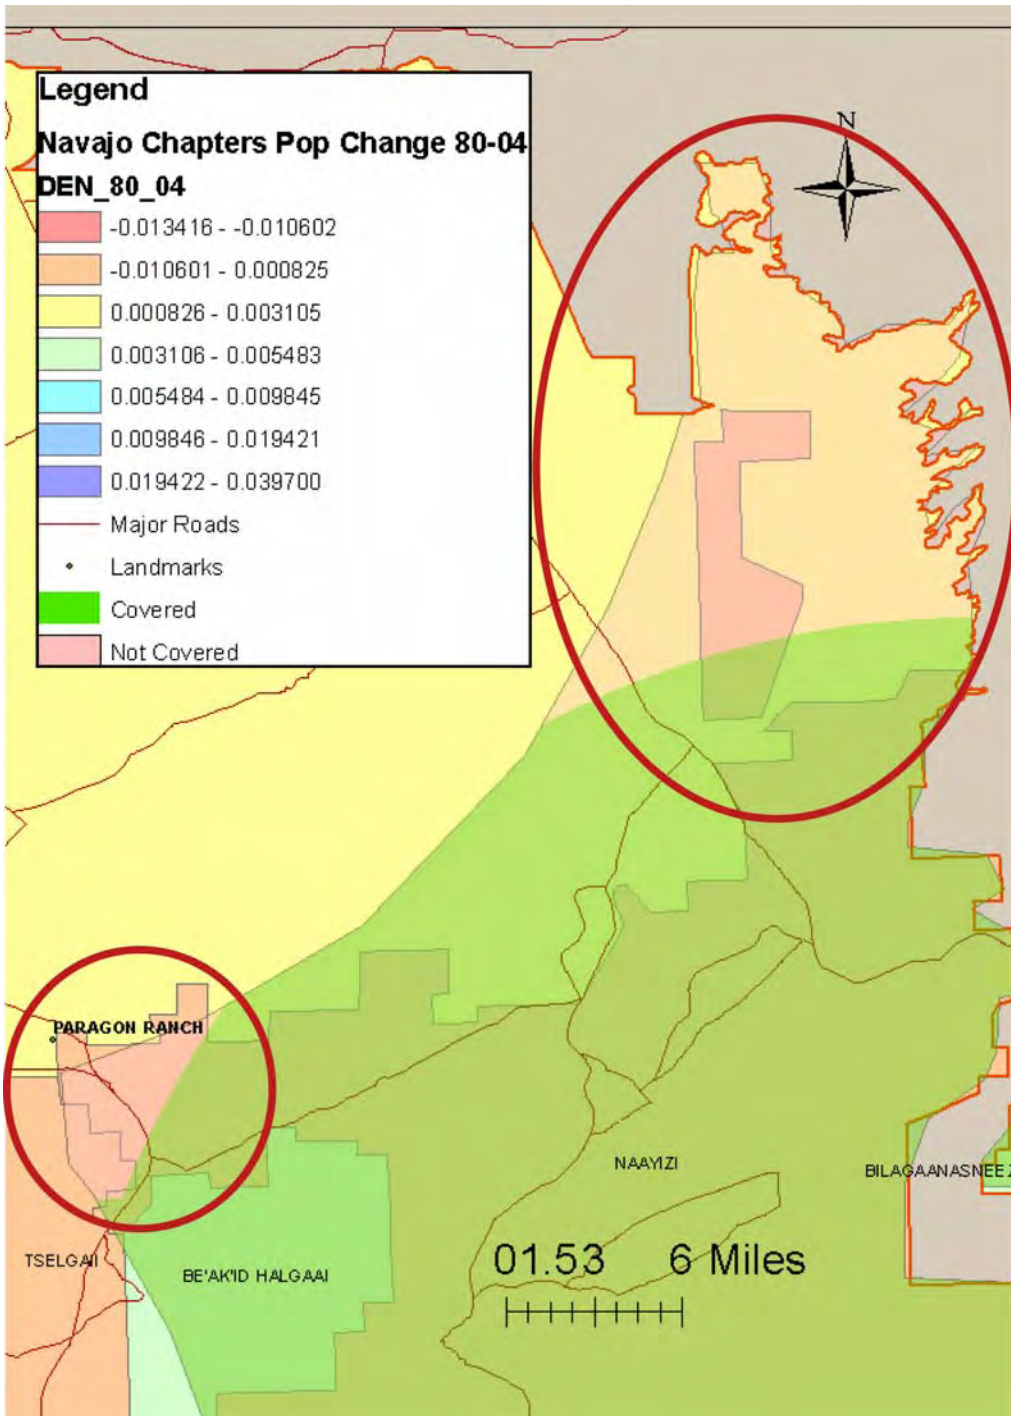 Legend
Navajo Chapters Pop Change 80-04
DEN_80_04
-0.013416 - -0.010602
-0.010601 - 0.000825
0.000826 - 0.003105
0.003106 - 0.005483
0.005484 - 0.009845
0.009846 - 0.019421
0.019422 - 0.039700
Major Roads
Landmarks
Covered
Not Covered
N
PARAGON RANCH
NAAYIZI
BILAGAANASNEEZ
TSELGAII
BE'AK'ID HALGAAI
01.53 6 Miles